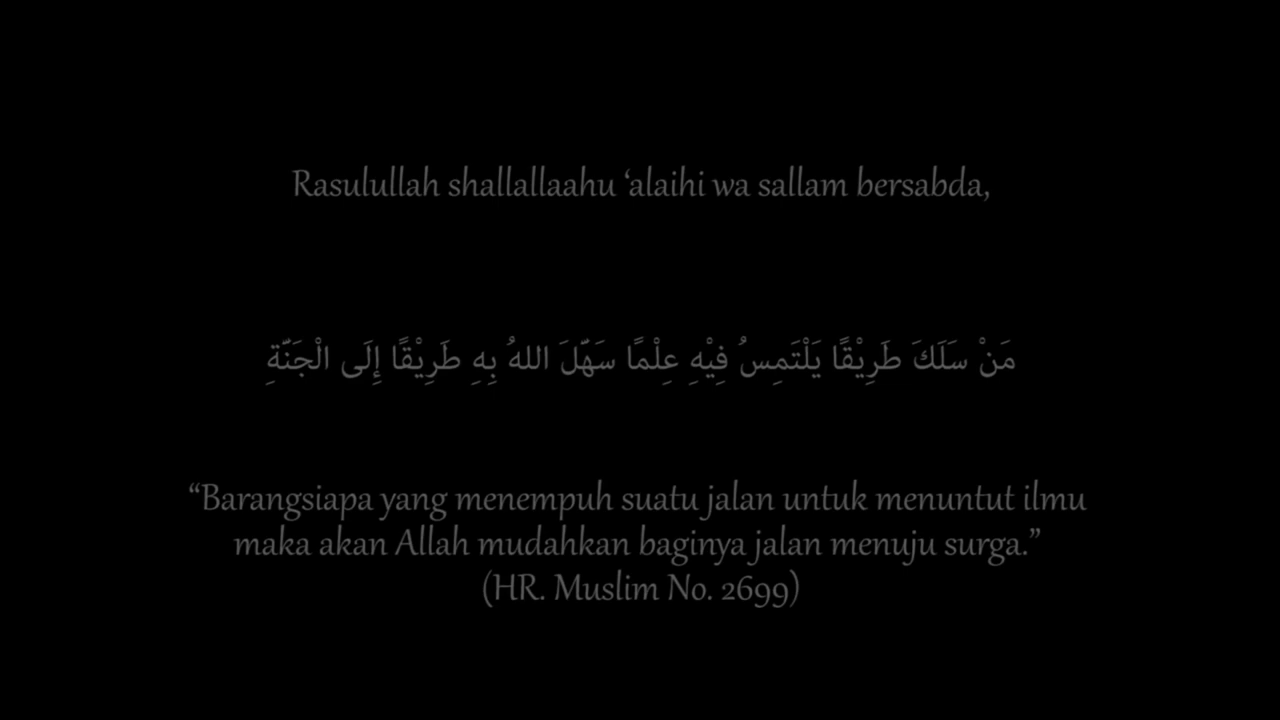 Rasulullah shallallaahu ‘alaihi wa sallam bersabda,
مَنْ سَلَكَ طَرِيْقًا يَلْتَمِسُ فِيْهِ عِلْمًا سَهَّلَ اللهُ بِهِ طَرِيْقًا إِلَى الْجَنَّةِ
“Barangsiapa yang menempuh suatu jalan untuk menuntut ilmu
maka akan Allah mudahkan baginya jalan menuju surga.”
(HR. Muslim No. 2699)